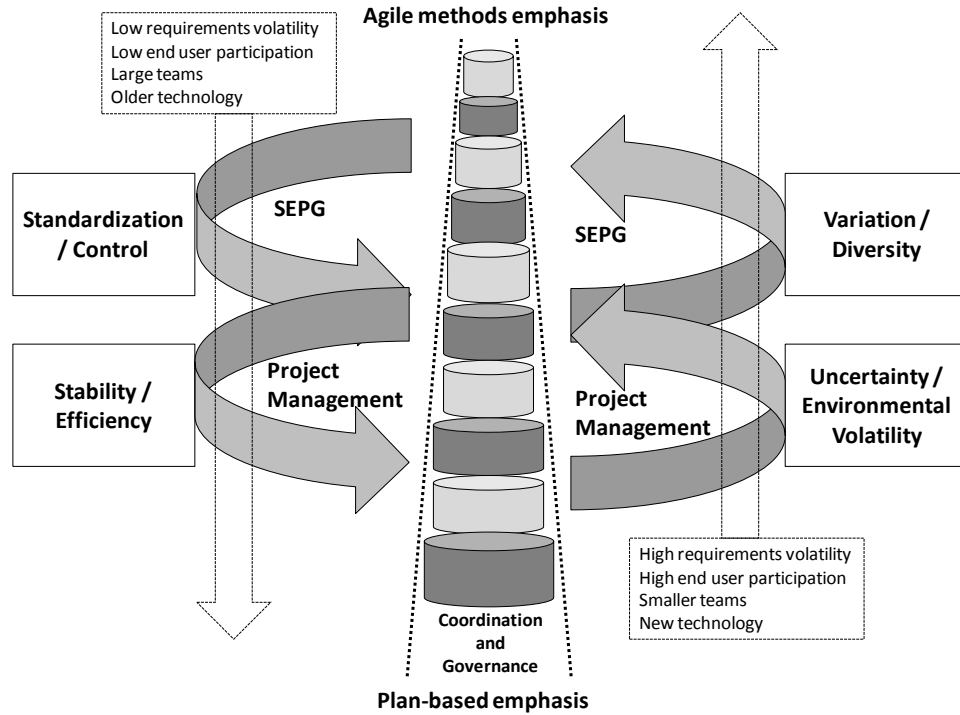 Agile methods emphasis
Low requirements volatility
Low end user participation
Large teams
Older technology
Standardization
/ Control
SEPG
SEPG
Variation /
Diversity
Stability /
Efficiency
Project
Management
Project
Management
Uncertainty /
Environmental
Volatility
High requirements volatility
High end user participation
Smaller teams
New technology
Coordination
and
Governance
Plan-based emphasis